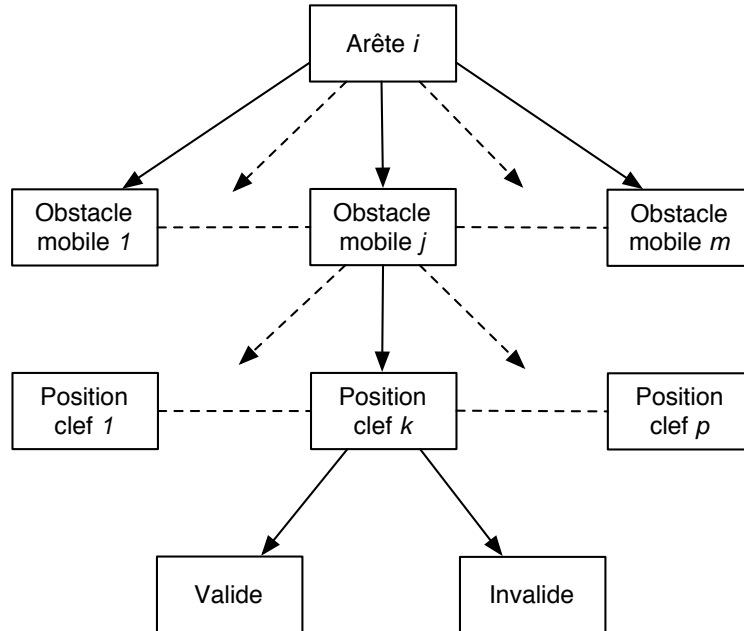 Arête i
Obstacle
mobile 1
Obstacle
mobile j
Obstacle
mobile m
Position
clef 1
Position
clef k
Position
clef p
Valide
Invalide